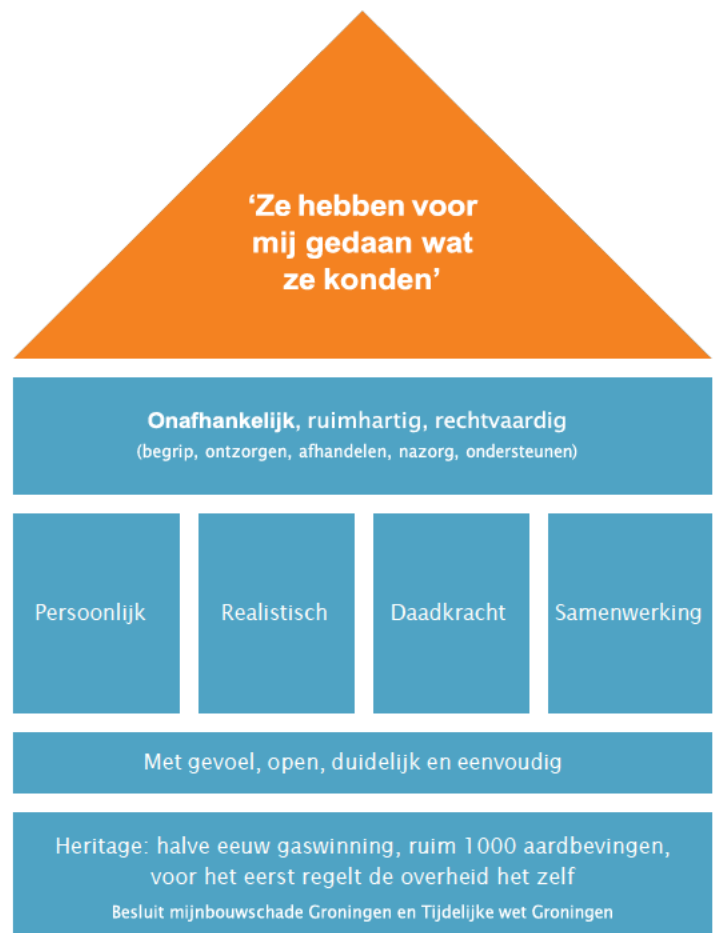 ‘Ze hebben voor
mij gedaan wat
ze konden’
Onafhankelijk, ruimhartig, rechtvaardig
(begrip, ontzorgen, afhandelen, nazorg, ondersteunen)
Persoonlijk
Realistisch
Daadkracht
Samenwerking
Met gevoel, open, duidelijk en eenvoudig
Heritage: halve eeuw gaswinning, ruim 1000 aardbevingen,
voor het eerst regelt de overheid het zelf
Besluit mijnbouwschade Groningen en Tijdelijke wet Groningen